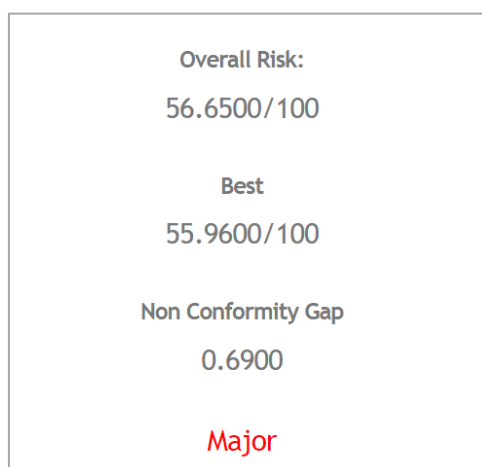 Overall Risk:
56.6500/100
Best
55.9600/100
Non Conformity Gap
0.6900
Major